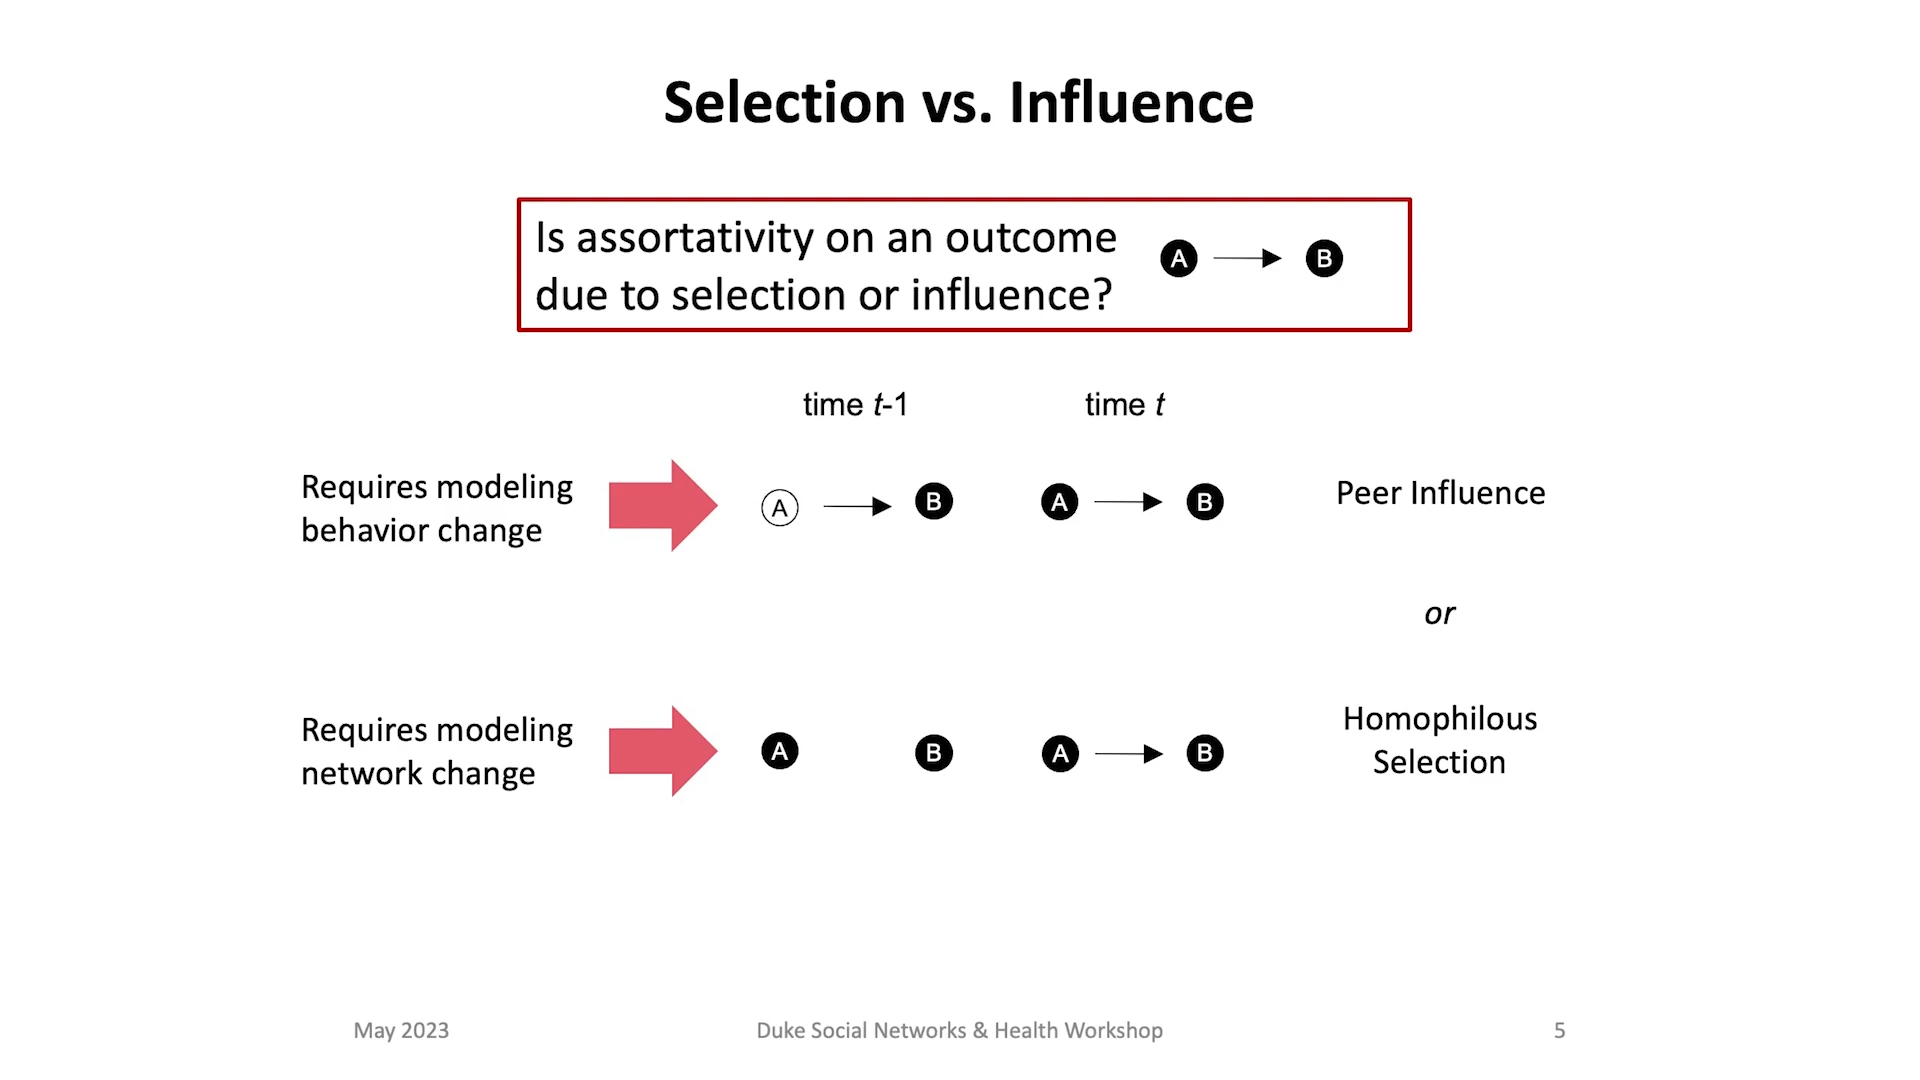 Selection vs. Influence
Is assortativity on an outcome
due to selection or influence?
A B
time t-1 time t
Requires modeling
behavior change
A B A B
Peer Influence
or
Requires modeling
network change
A B A B
Homophilous
Selection
May 2023 Duke Social Networks & Health Workshop 5